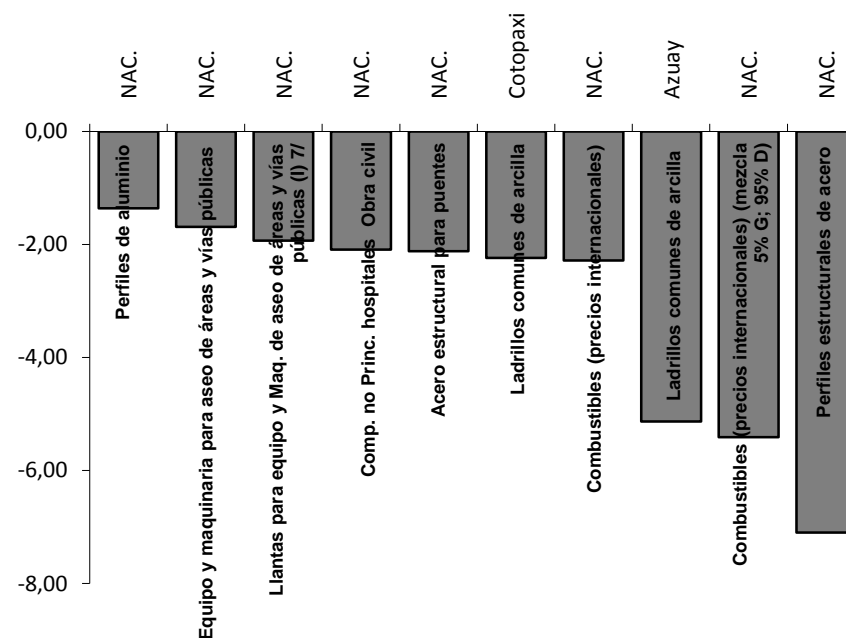 NAC.
NAC.
NAC.
NAC.
NAC.
Cotopaxi
NAC.
Azuay
NAC.
NAC.
0,00
-2,00
-4,00
-6,00
-8,00
Perfiles de aluminio
Equipo y maquinaria para aseo de áreas y vías públicas
Llantas para equipo y Maq. de aseo de áreas y vías
públicas (I) 7/
Comp. no Princ. hospitales Obra civil
Acero estructural para puentes
Ladrillos comunes de arcilla
Combustibles (precios internacionales)
Ladrillos comunes de arcilla
Combustibles (precios internacionales) (mezcla
5% G; 95% D)
Perfiles estructurales de acero